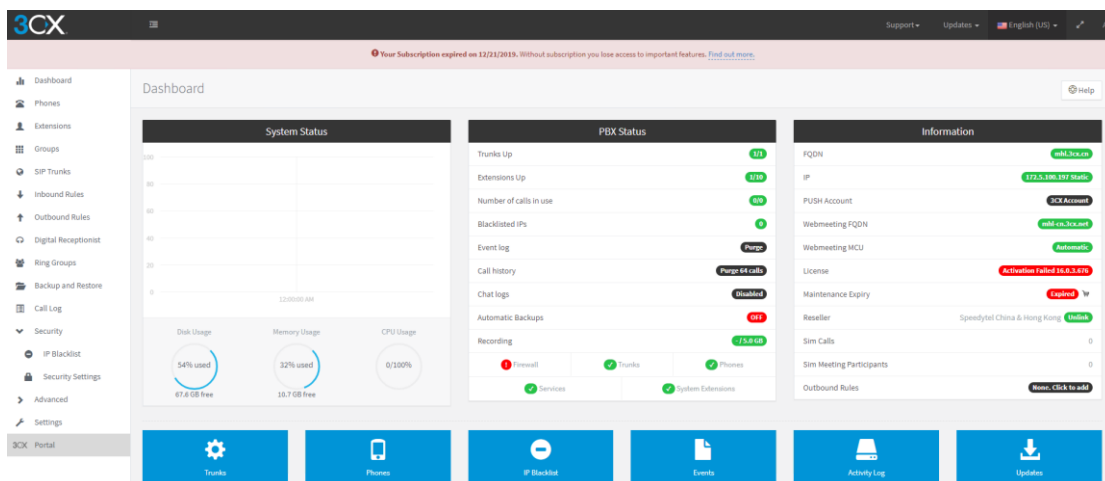 3CX
Support
Updates
English (US)
Your Subscription expired on 12/21/2019. Without subscription you lose access to important features. Find out more.
Dashboard
Phones
Extensions
Groups
SIP Trunks
Inbound Rules
Outbound Rules
Digital Receptionist
Ring Groups
Backup and Restore
Call Log
Security
IP Blacklist
Security Settings
Advanced
Settings
3CX Portal
Dashboard
Help
System Status
100
80
60
40
20
0
12:00:00 AM
Disk Usage
Memory Usage
CPU Usage
54% used
32% used
0/100%
67.6 GB free
10.7 GB free
PBX Status
Trunks Up 1/1
Extensions Up 1/10
Number of calls in use 0/0
Blacklisted IPs 0
Event log Purge
Call history Purge 64 calls
Chat logs Disabled
Automatic Backups OFF
Recording - / 5.0 GB
Firewall
Trunks
Phones
Services
System Extensions
Information
FQDN mhl.3cx.cn
IP 172.5.100.197 Static
PUSH Account 3CX Account
Webmeeting FQDN mhl-cn.3cx.net
Webmeeting MCU Automatic
License Activation Failed 16.0.3.676
Maintenance Expiry Expired
Reseller Speedytel China & Hong Kong Unlink
Sim Calls 0
Sim Meeting Participants 0
Outbound Rules None. Click to add
Trunks
Phones
IP Blacklist
Events
Activity Log
Updates